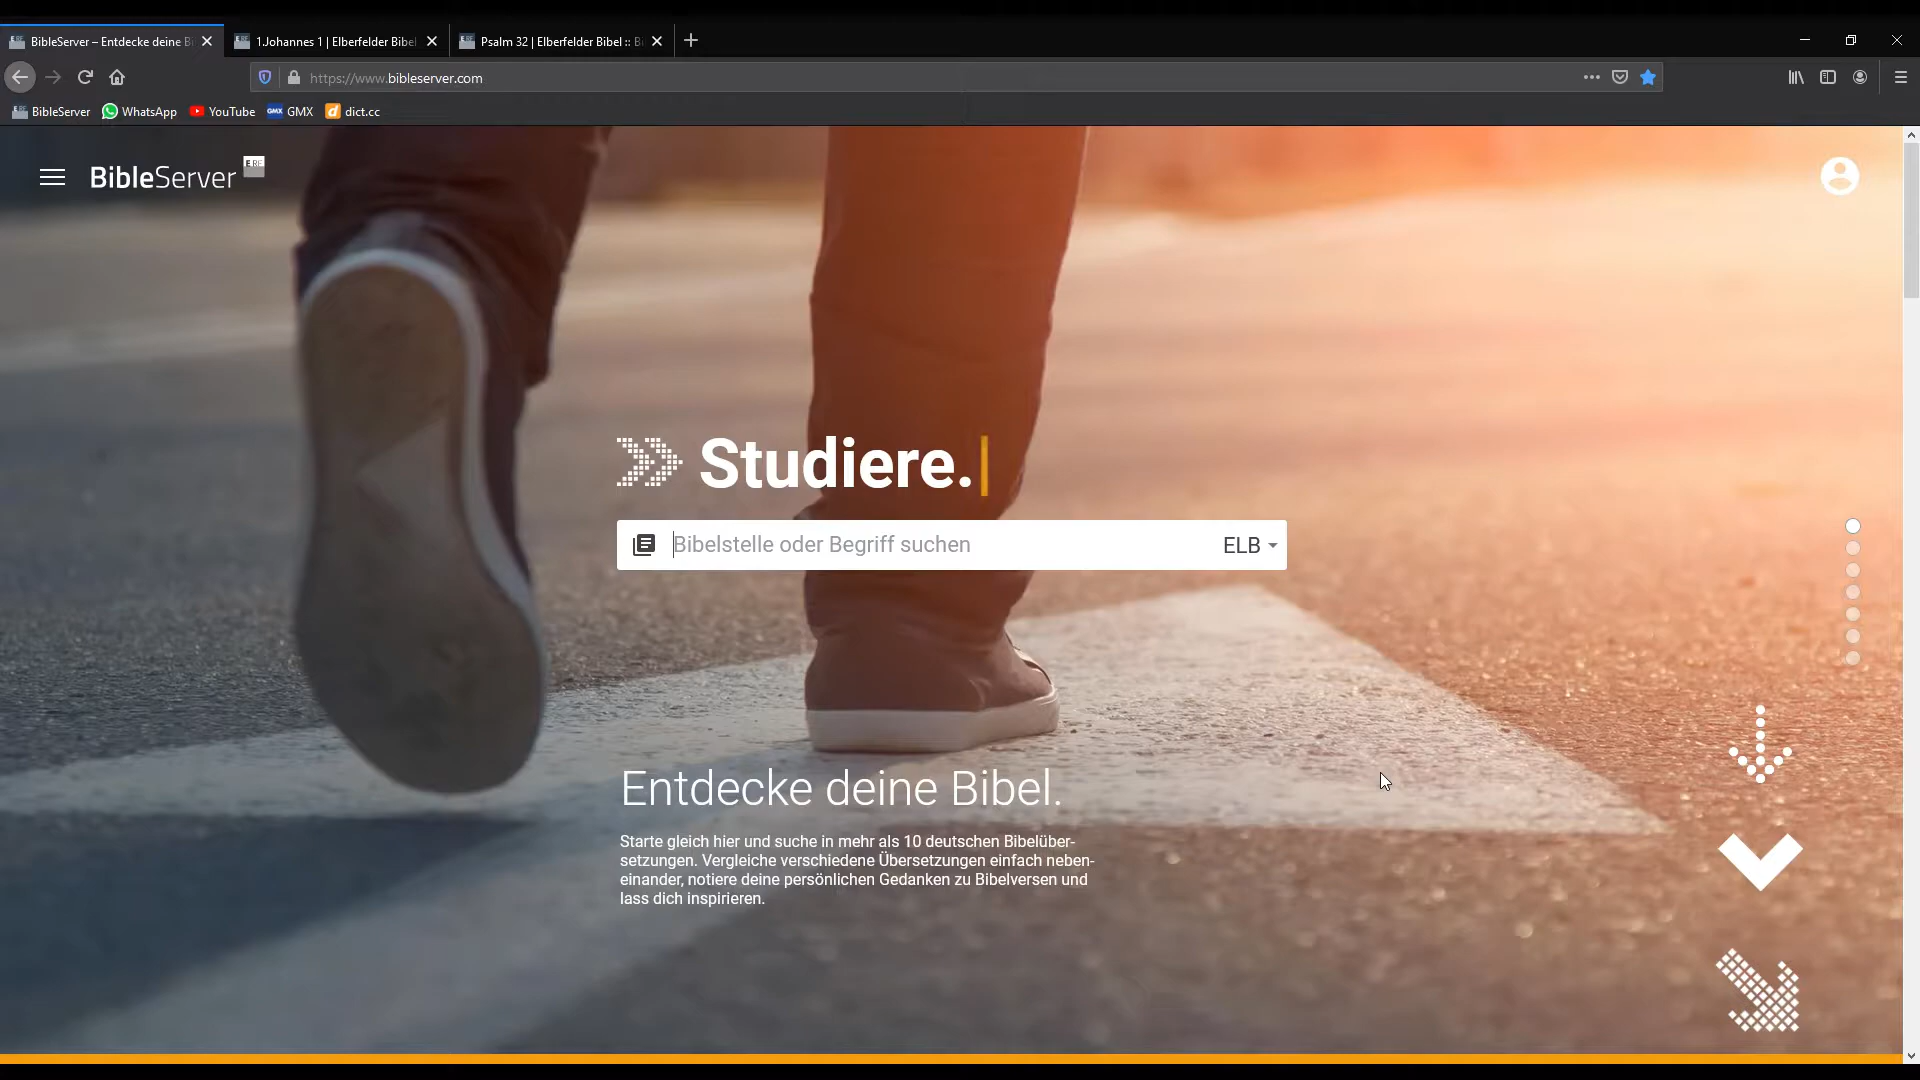 BibleServer – Entdecke deine B
1.Johannes 1 | Elberfelder Bibel
Psalm 32 | Elberfelder Bibel :: B
https://www.bibleserver.com
BibleServer
WhatsApp
YouTube
GMX
GMX
dict.cc
BibleServer
ERF
Studiere.
Bibelstelle oder Begriff suchen
ELB
Entdecke deine Bibel.
Starte gleich hier und suche in mehr als 10 deutschen Bibelüber-
setzungen. Vergleiche verschiedene Übersetzungen einfach neben-
einander, notiere deine persönlichen Gedanken zu Bibelversen und
lass dich inspirieren.